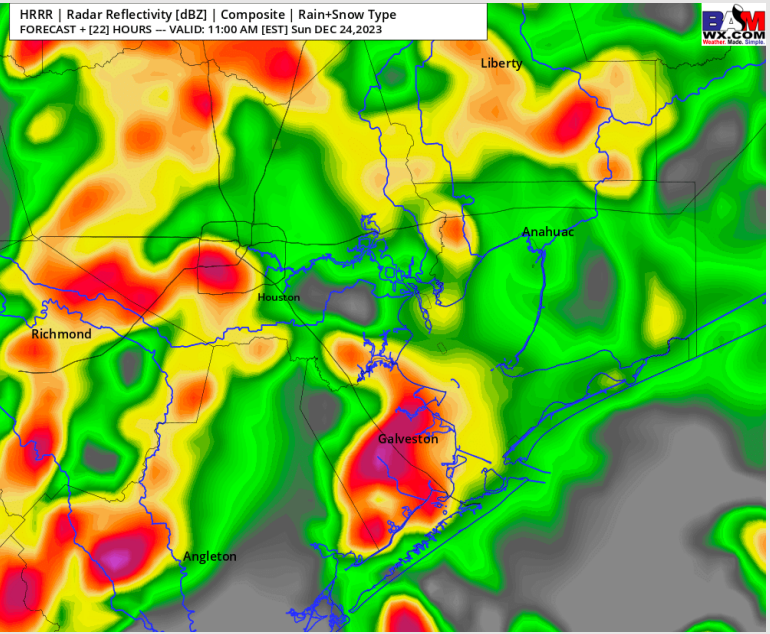 HRRR | Radar Reflectivity [dBZ] | Composite | Rain+Snow Type
FORECAST + [22] HOURS --- VALID: 11:00 AM [EST] Sun DEC 24,2023
BAM
Weather. Made. Simple.
WX.COM
Liberty
Anahuac
Houston
Richmond
Galveston
Angleton